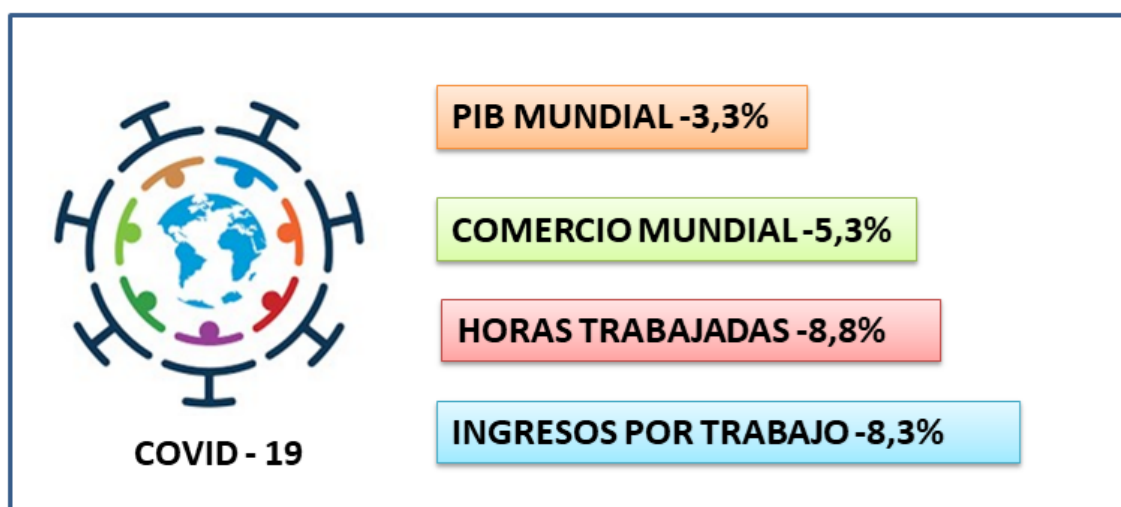 PIB MUNDIAL -3,3%
COMERCIO MUNDIAL -5,3%
HORAS TRABAJADAS -8,8%
INGRESOS POR TRABAJO -8,3%
COVID - 19